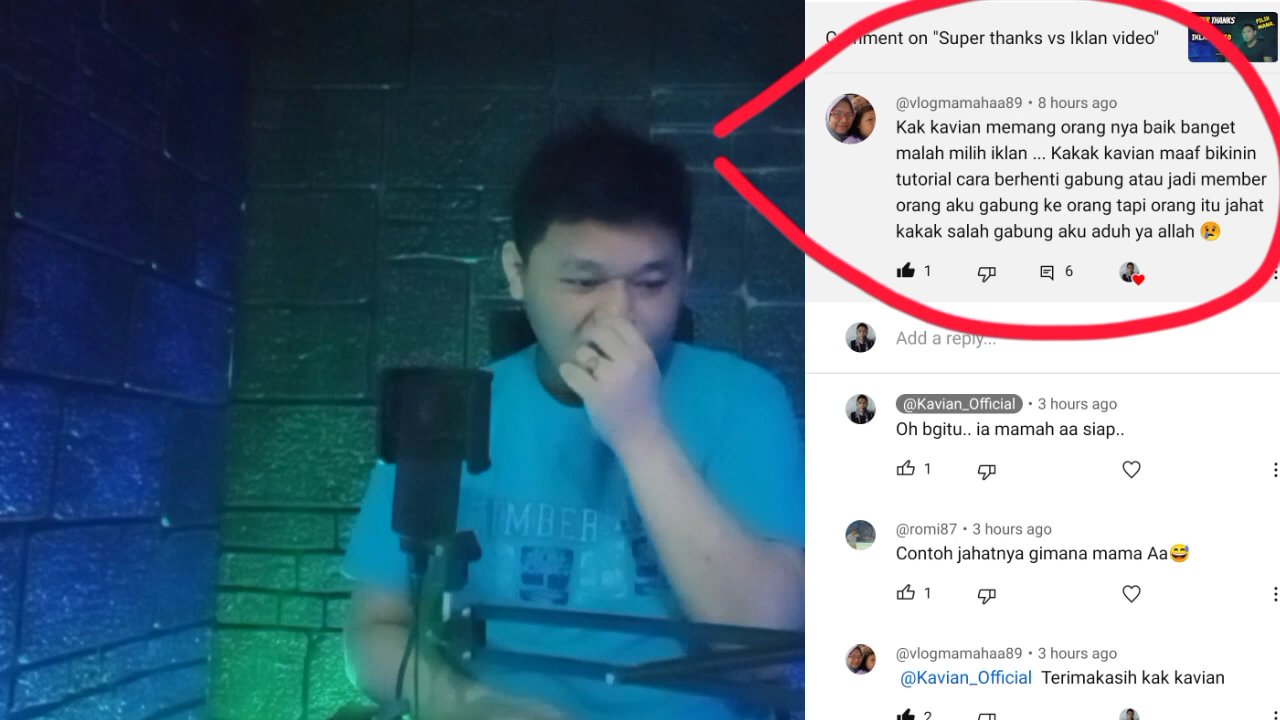 Comment on "Super thanks vs Iklan video"
@vlogmamahaa89 • 8 hours ago
Kak kavian memang orang nya baik banget
malah milih iklan ... Kakak kavian maaf bikinin
tutorial cara berhenti gabung atau jadi member
orang aku gabung ke orang tapi orang itu jahat
kakak salah gabung aku aduh ya allah 😢
1
6
Add a reply...
@Kavian_Official • 3 hours ago
Oh bgitu.. ia mamah aa siap..
1
@romi87 • 3 hours ago
Contoh jahatnya gimana mama Aa😅
1
@vlogmamahaa89 • 3 hours ago
@Kavian_Official Terimakasih kak kavian
2